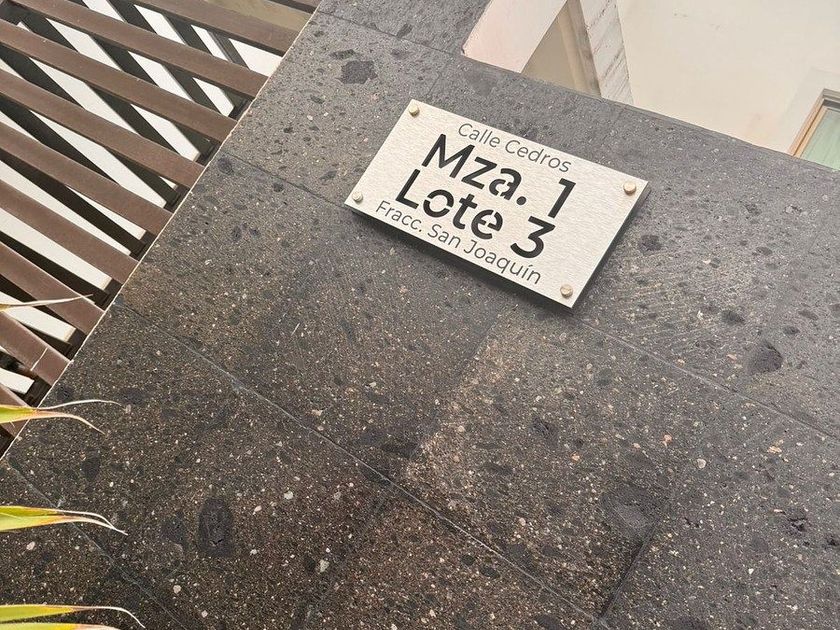 Calle Cedros
Mza. 1
Lote 3
Fracc. San Joaquín